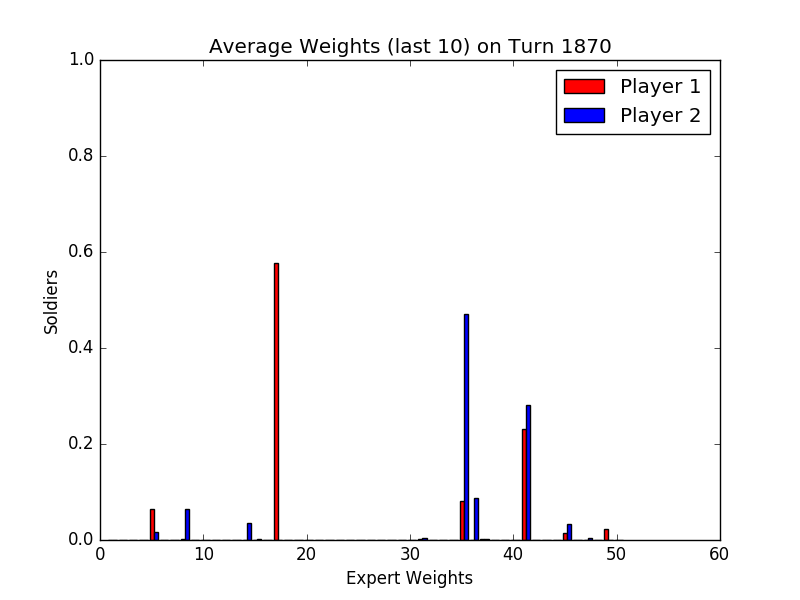 Average Weights (last 10) on Turn 1870
1.0
Player 1
Player 2
0.8
0.6
Soldiers
0.4
0.2
0.0
0 10 20 30 40 50 60
Expert Weights